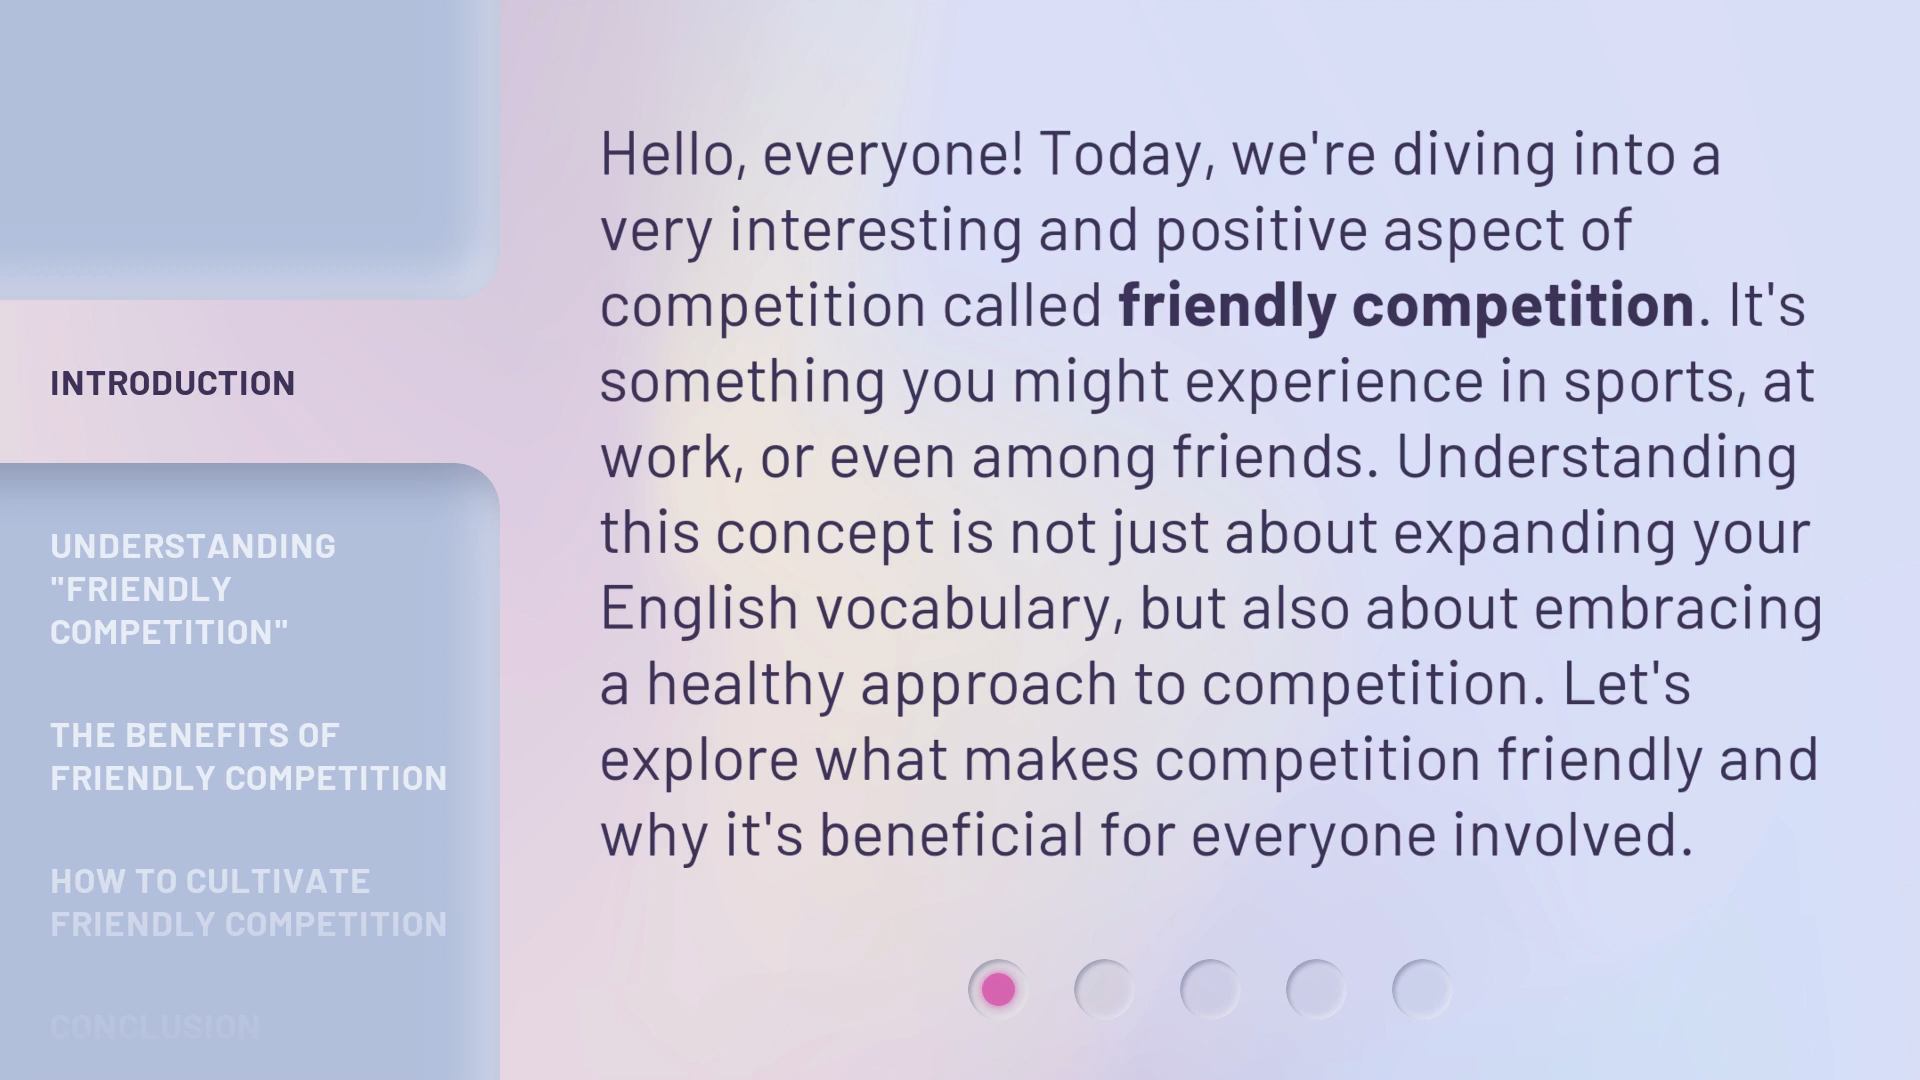 INTRODUCTION
UNDERSTANDING
"FRIENDLY
COMPETITION"
THE BENEFITS OF
FRIENDLY COMPETITION
HOW TO CULTIVATE
FRIENDLY COMPETITION
CONCLUSION
Hello, everyone! Today, we're diving into a
very interesting and positive aspect of
competition called friendly competition. It's
something you might experience in sports, at
work, or even among friends. Understanding
this concept is not just about expanding your
English vocabulary, but also about embracing
a healthy approach to competition. Let's
explore what makes competition friendly and
why it's beneficial for everyone involved.